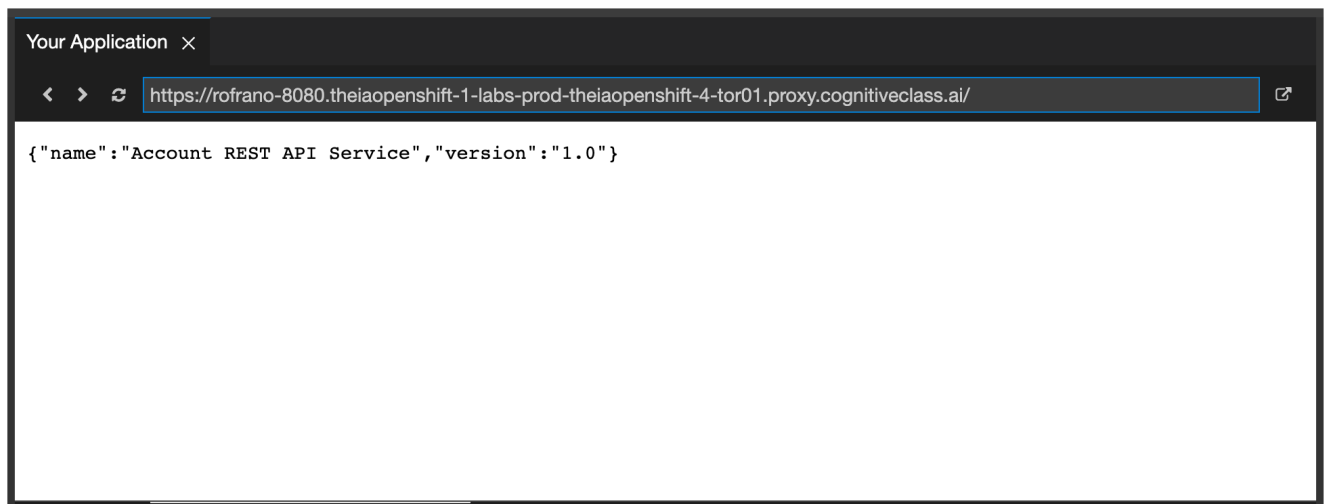 Your Application
https://rofrano-8080.theiaopenshift-1-labs-prod-theiaopenshift-4-tor01.proxy.cognitiveclass.ai/
{"name":"Account REST API Service","version":"1.0"}